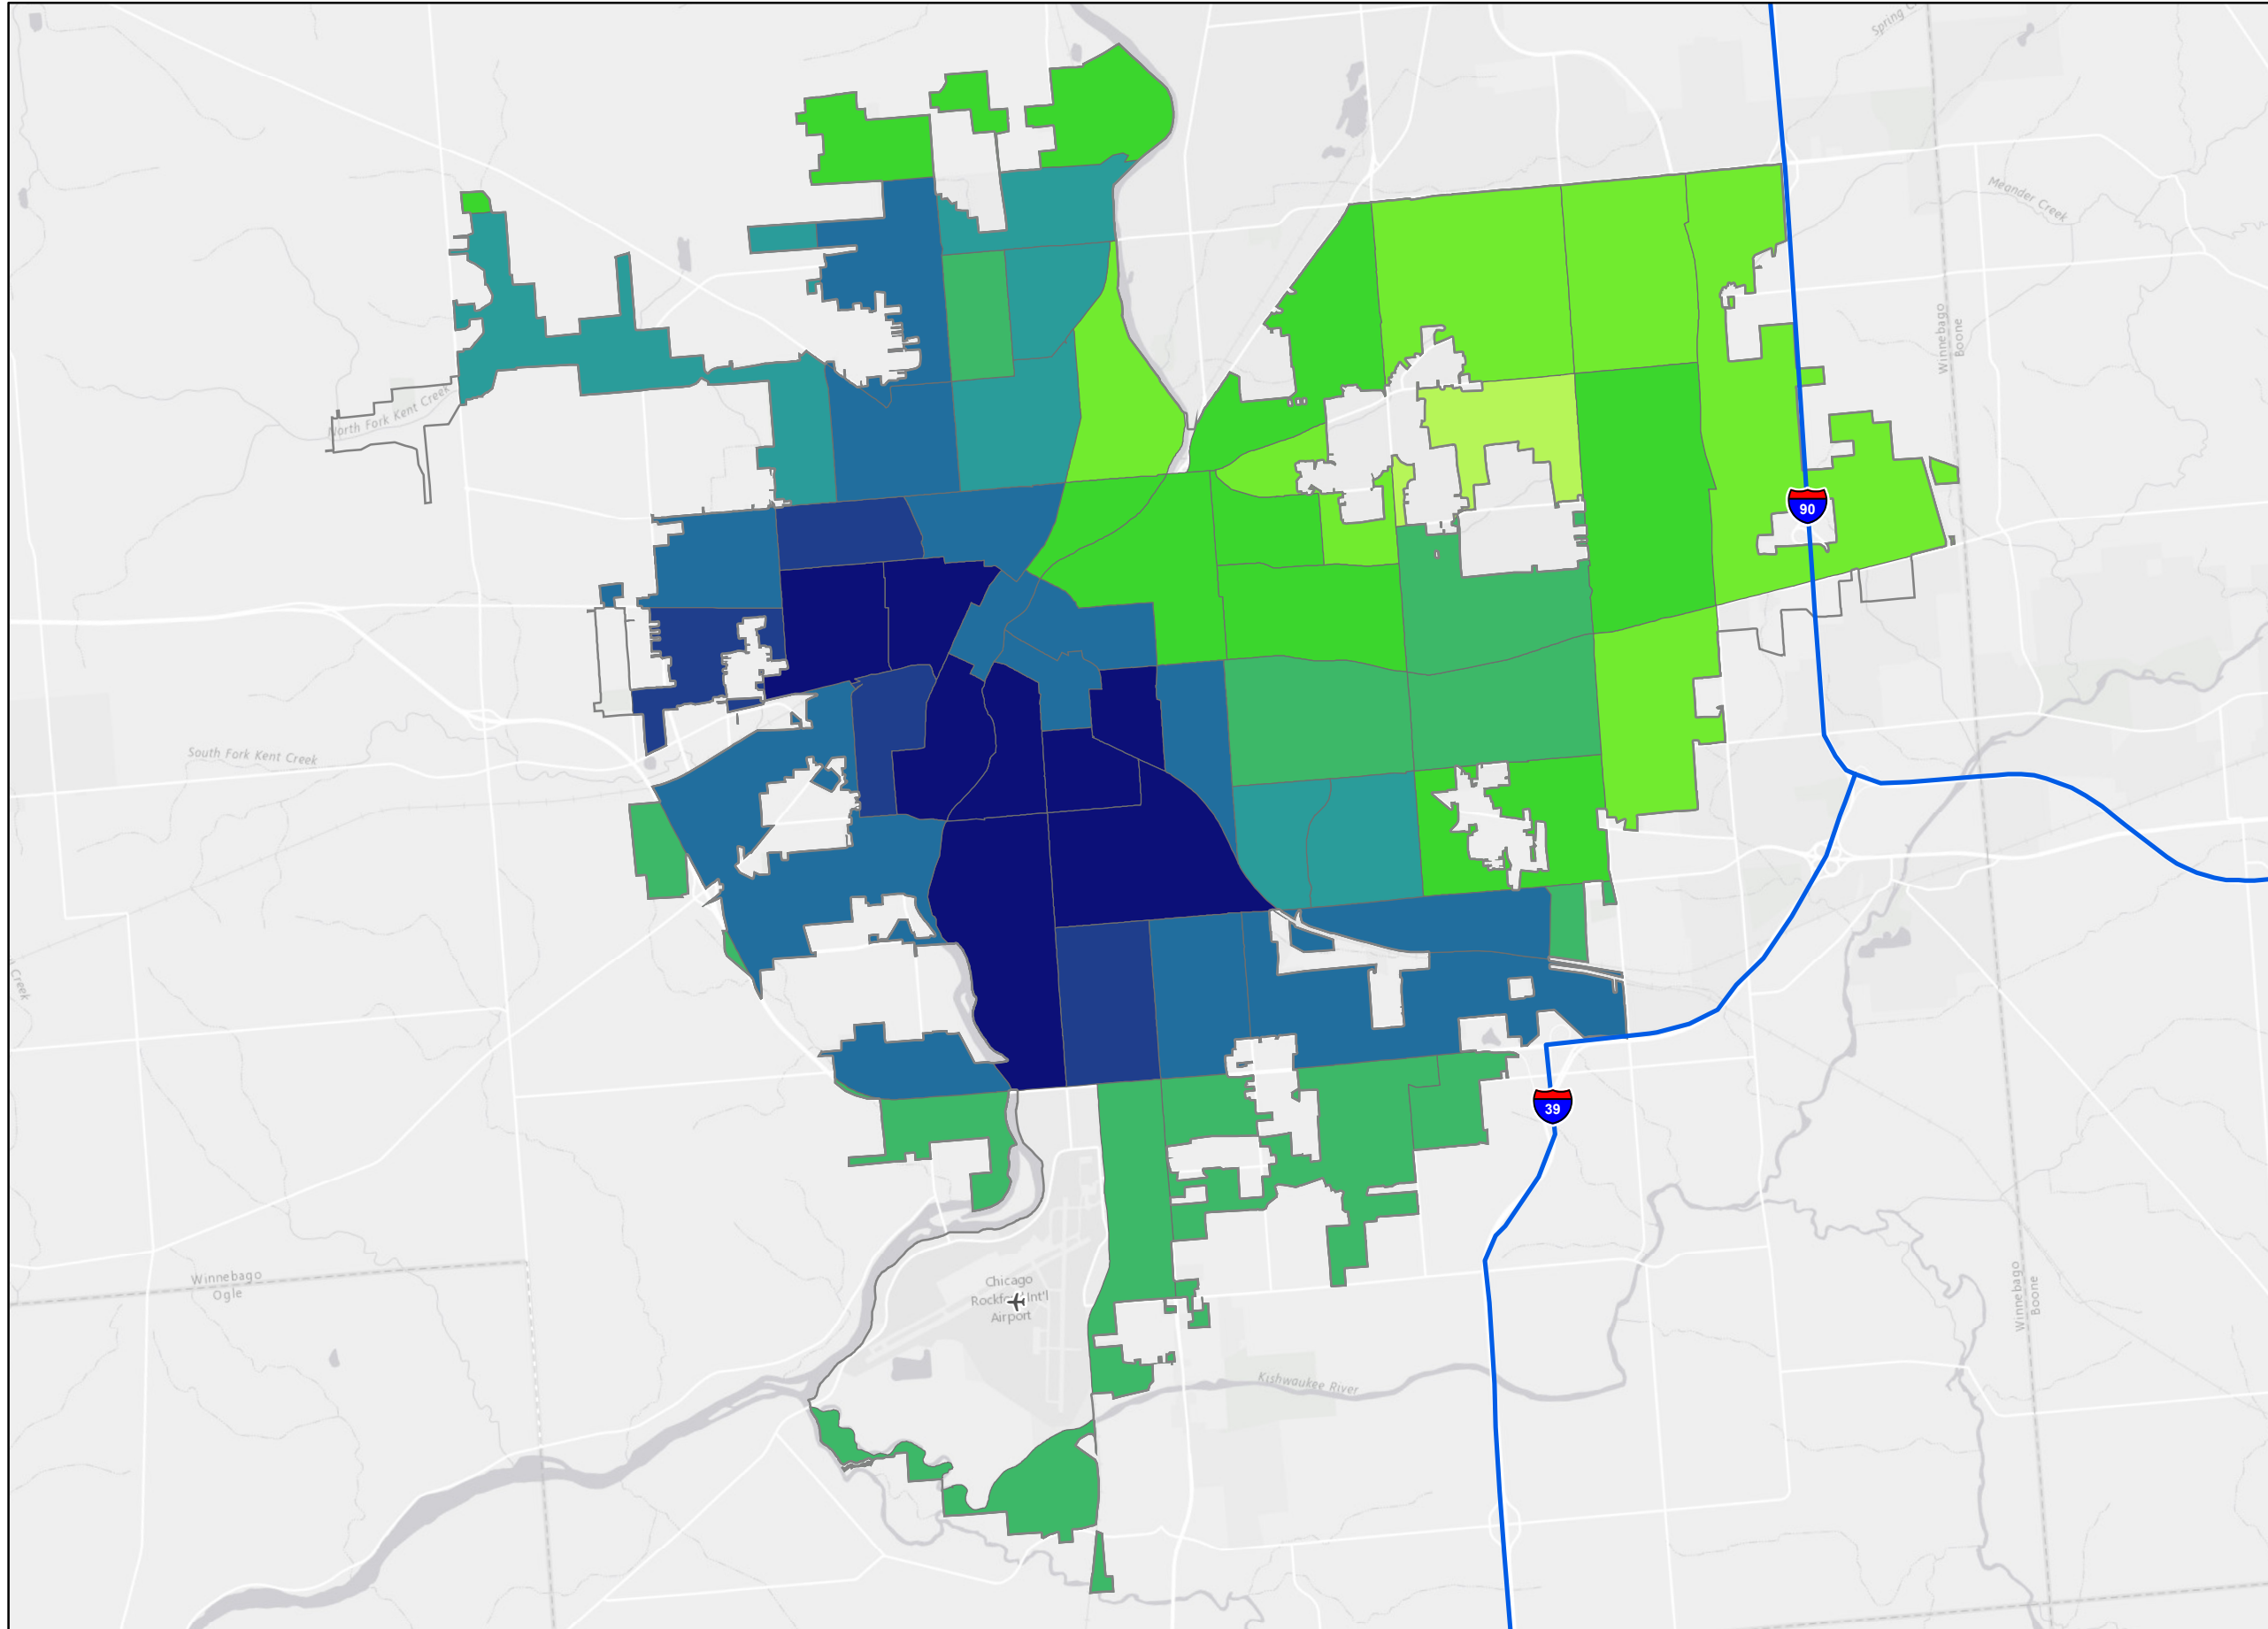 Spring C
Meander Creek
Winnebago
Boone
North Fork Kent Creek
90
South Fork Kent Creek
Creek
39
Winnebago
Ogle
Chicago
Rockford Int'l
Airport
Winnebago
Boone
Kishwaukee River